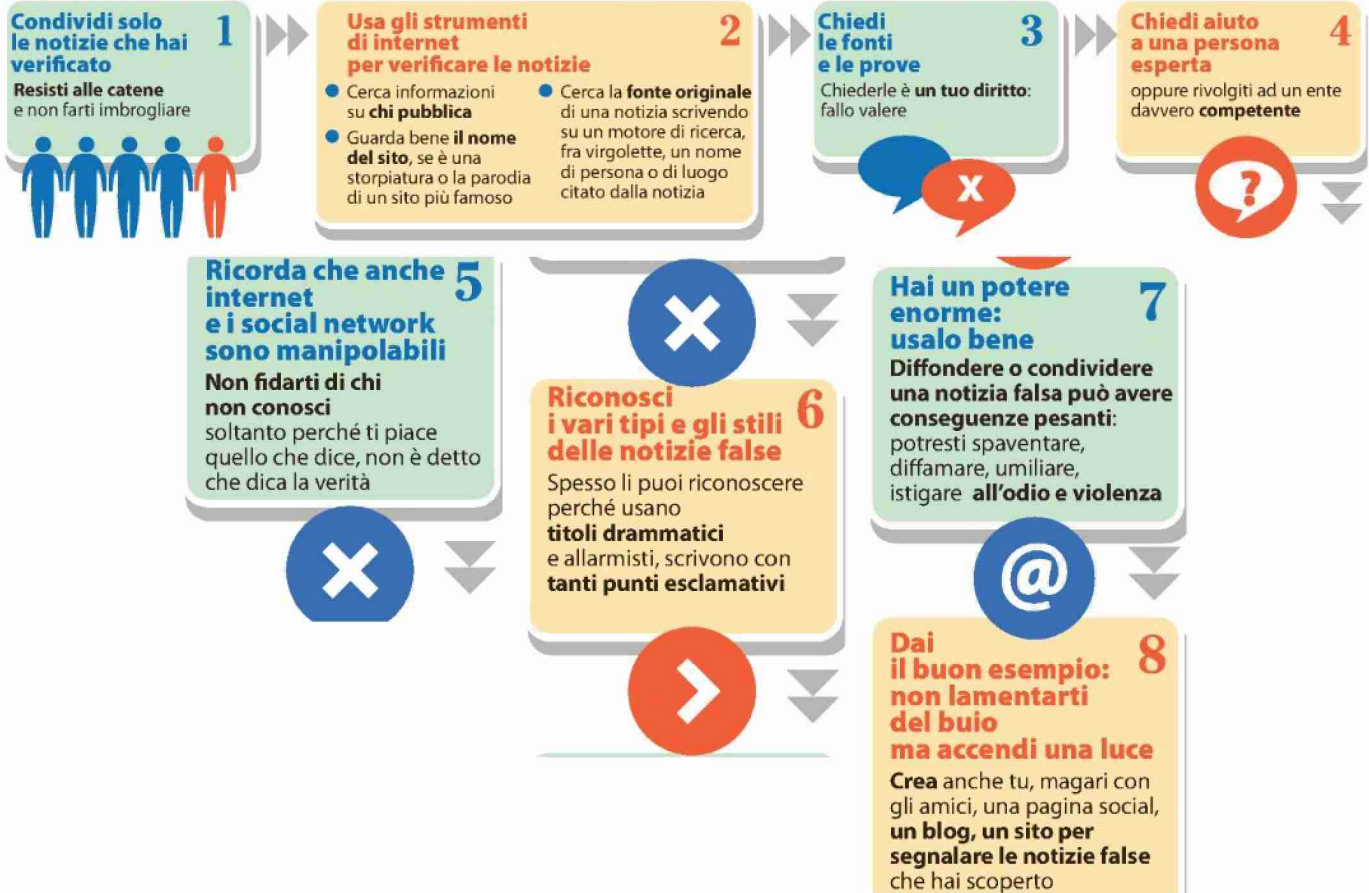 Condividi solo
le notizie che hai
verificato
1
Resisti alle catene
e non farti imbrogliare
Usa gli strumenti
di internet
per verificare le notizie
2
Cerca informazioni
su chi pubblica
Guarda bene il nome
del sito, se è una
storpiatura o la parodia
di un sito più famoso
Cerca la fonte originale
di una notizia scrivendo
su un motore di ricerca,
fra virgolette, un nome
di persona o di luogo
citato dalla notizia
Chiedi
le fonti
e le prove
3
Chiederle è un tuo diritto:
fallo valere
X
Chiedi aiuto
a una persona
esperta
4
oppure rivolgiti ad un ente
davvero competente
?
Ricorda che anche
internet
e i social network
sono manipolabili
5
Non fidarti di chi
non conosci
soltanto perché ti piace
quello che dice, non è detto
che dica la verità
Riconosci
i vari tipi e gli stili
delle notizie false
6
Spesso li puoi riconoscere
perché usano
titoli drammatici
e allarmisti, scrivono con
tanti punti esclamativi
Hai un potere
enorme:
usalo bene
7
Diffondere o condividere
una notizia falsa può avere
conseguenze pesanti:
potresti spaventare,
diffamare, umiliare,
istigare all'odio e violenza
@
Dai
il buon esempio:
non lamentarti
del buio
ma accendi una luce
8
Crea anche tu, magari con
gli amici, una pagina social,
un blog, un sito per
segnalare le notizie false
che hai scoperto